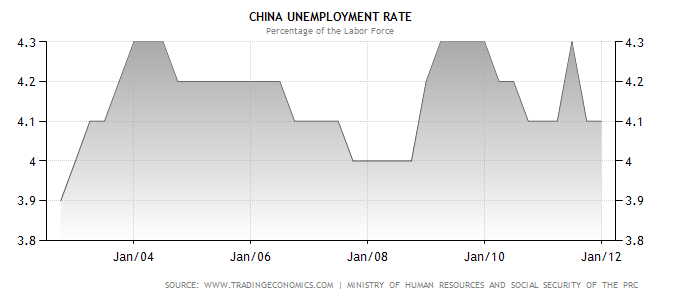 CHINA UNEMPLOYMENT RATE
Percentage of the Labor Force
4.3 4.3
4.2 4.2
4.1 4.1
4 4
3.9 3.9
3.8 3.8
Jan/04 Jan/06 Jan/08 Jan/10 Jan/12
SOURCE: WWW.TRADINGECONOMICS.COM | MINISTRY OF HUMAN RESOURCES AND SOCIAL SECURITY OF THE PRC